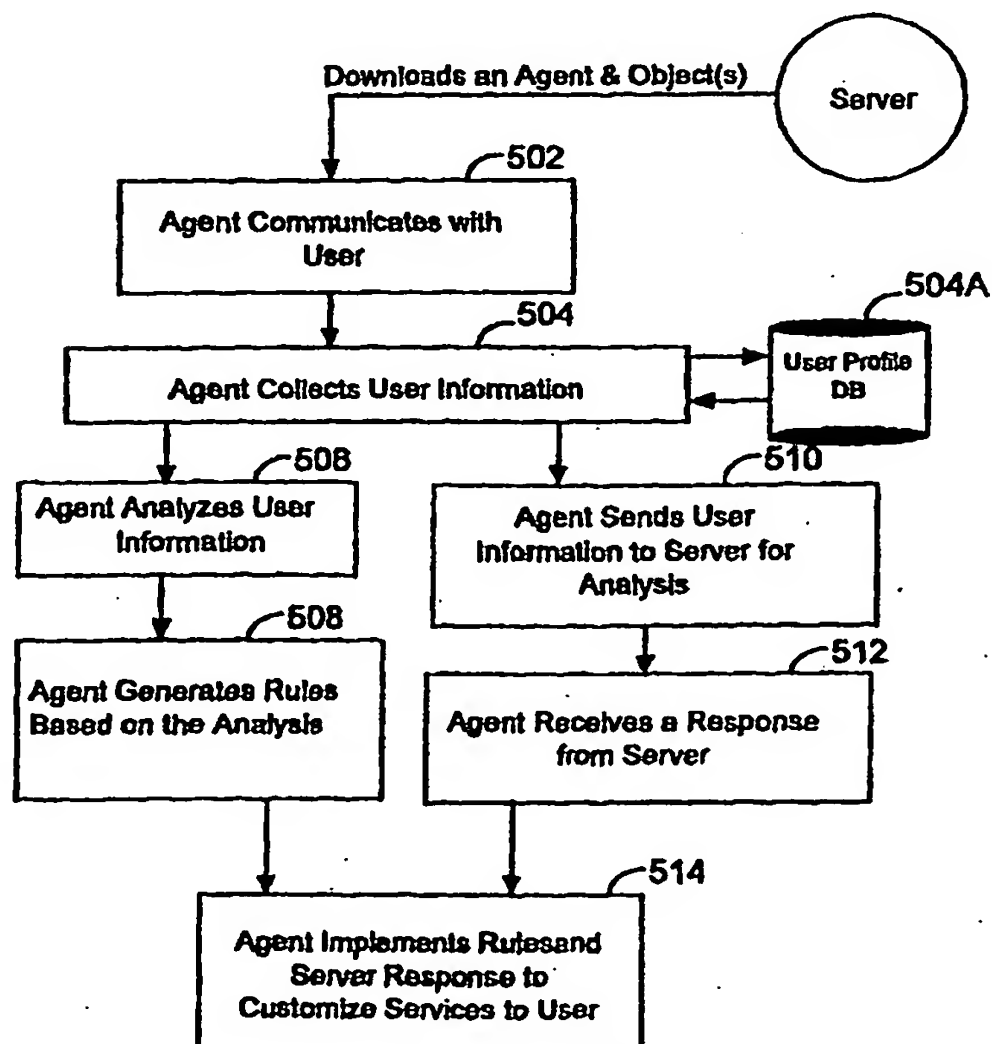 Downloads an Agent & Object(s)
Server
502
Agent Communicates with
User
504
504A
Agent Collects User Information
User Profile
DB
508
Agent Analyzes User
Information
510
Agent Sends User
Information to Server for
Analysis
508
Agent Generates Rules
Based on the Analysis
512
Agent Receives a Response
from Server
514
Agent Implements Rulesand
Server Response to
Customize Services to User